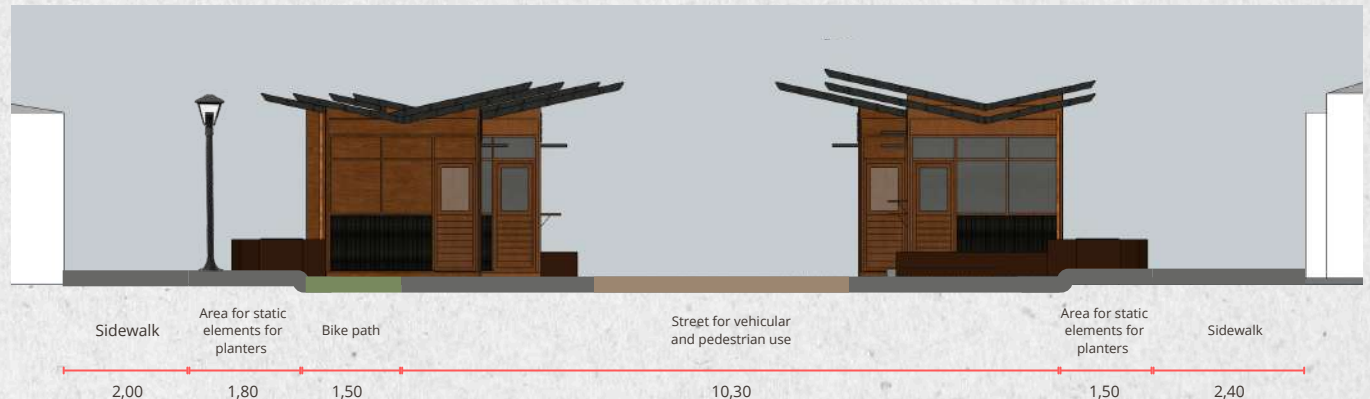 Sidewalk
Area for static
elements for
planters
Bike path
Street for vehicular
and pedestrian use
Area for static
elements for
planters
Sidewalk
2,00
1,80
1,50
10,30
1,50
2,40